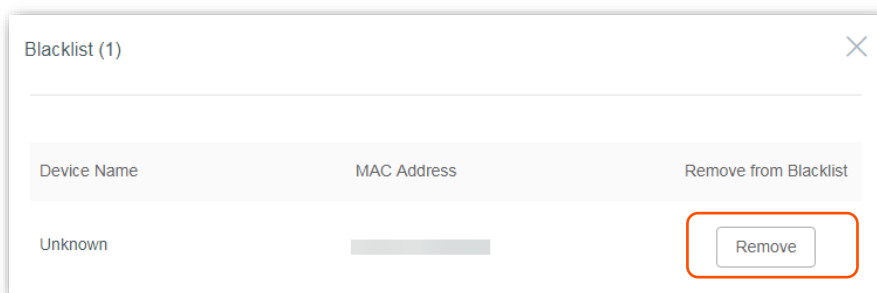 Blacklist (1)
Device Name MAC Address Remove from Blacklist
Unknown Remove